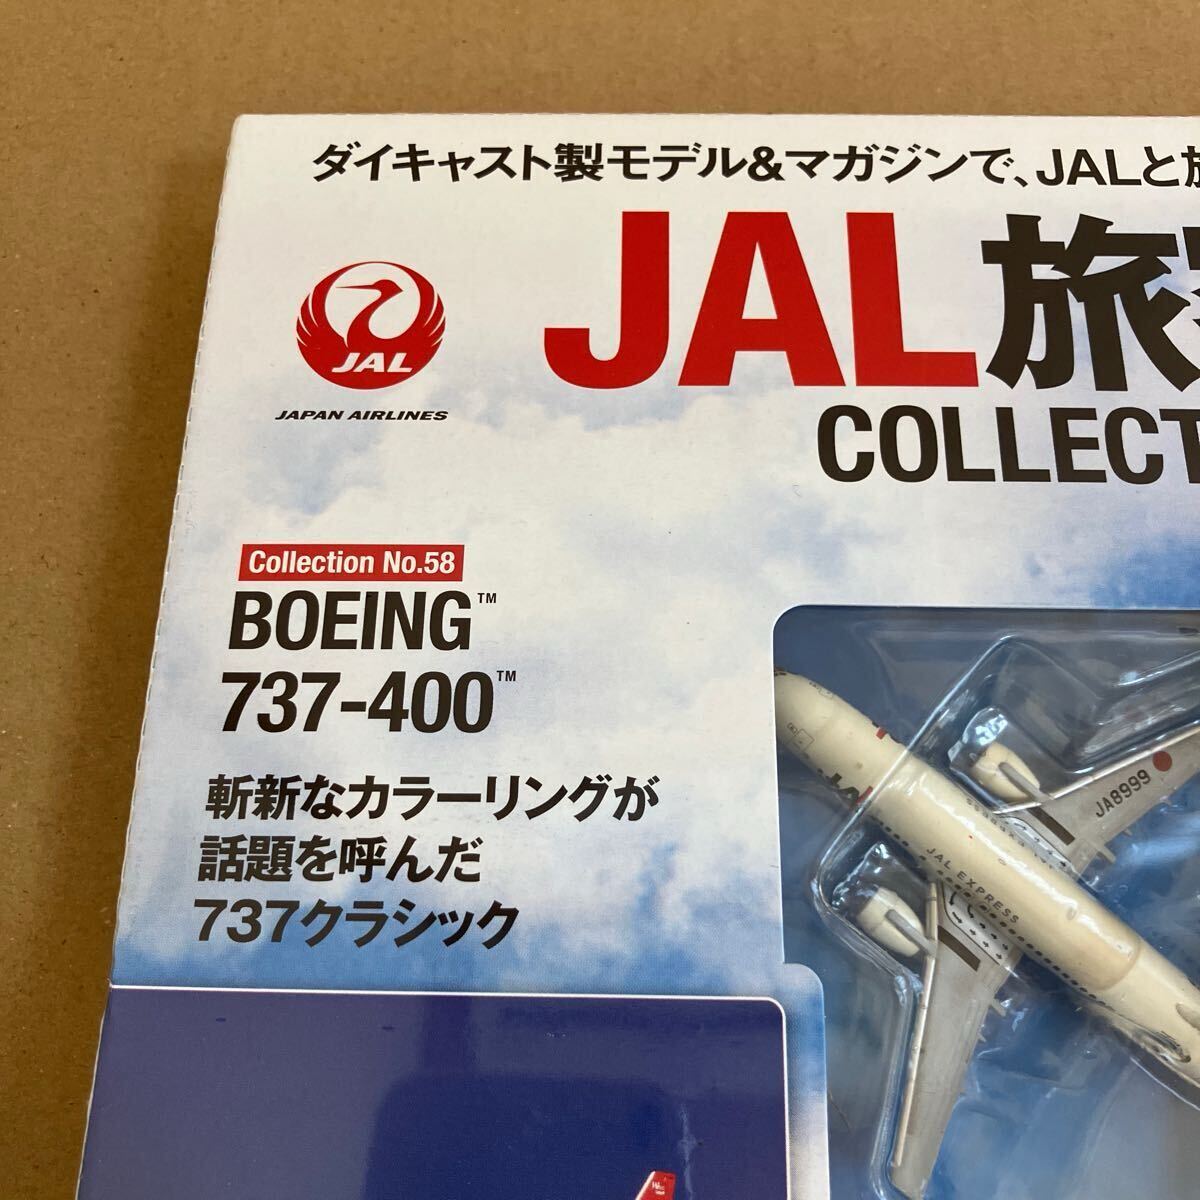 ダイキャスト製モデル&マガジンで、JALと旅
JAL旅客
COLLECT
JAL
JAPAN AIRLINES
Collection No.58
BOEING™
737-400™
斬新なカラーリングが
話題を呼んだ
737クラシック
JAL
JAL EXPRESS
JA8999